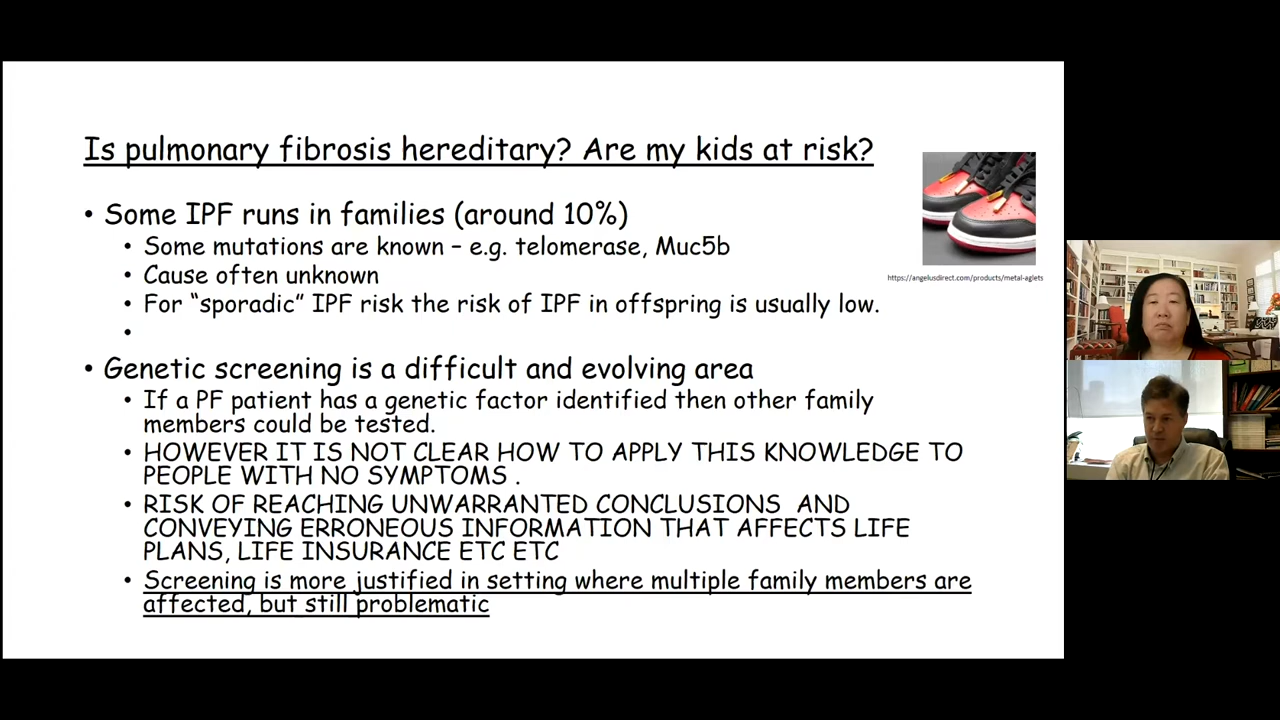 Is pulmonary fibrosis hereditary? Are my kids at risk?
• Some IPF runs in families (around 10%)
• Some mutations are known – e.g. telomerase, Muc5b
• Cause often unknown
https://angelusdirect.com/products/metal-aglets
• For “sporadic” IPF risk the risk of IPF in offspring is usually low.
•
• Genetic screening is a difficult and evolving area
• If a PF patient has a genetic factor identified then other family
members could be tested.
• HOWEVER IT IS NOT CLEAR HOW TO APPLY THIS KNOWLEDGE TO
PEOPLE WITH NO SYMPTOMS .
• RISK OF REACHING UNWARRANTED CONCLUSIONS AND
CONVEYING ERRONEOUS INFORMATION THAT AFFECTS LIFE
PLANS, LIFE INSURANCE ETC ETC
• Screening is more justified in setting where multiple family members are
affected, but still problematic